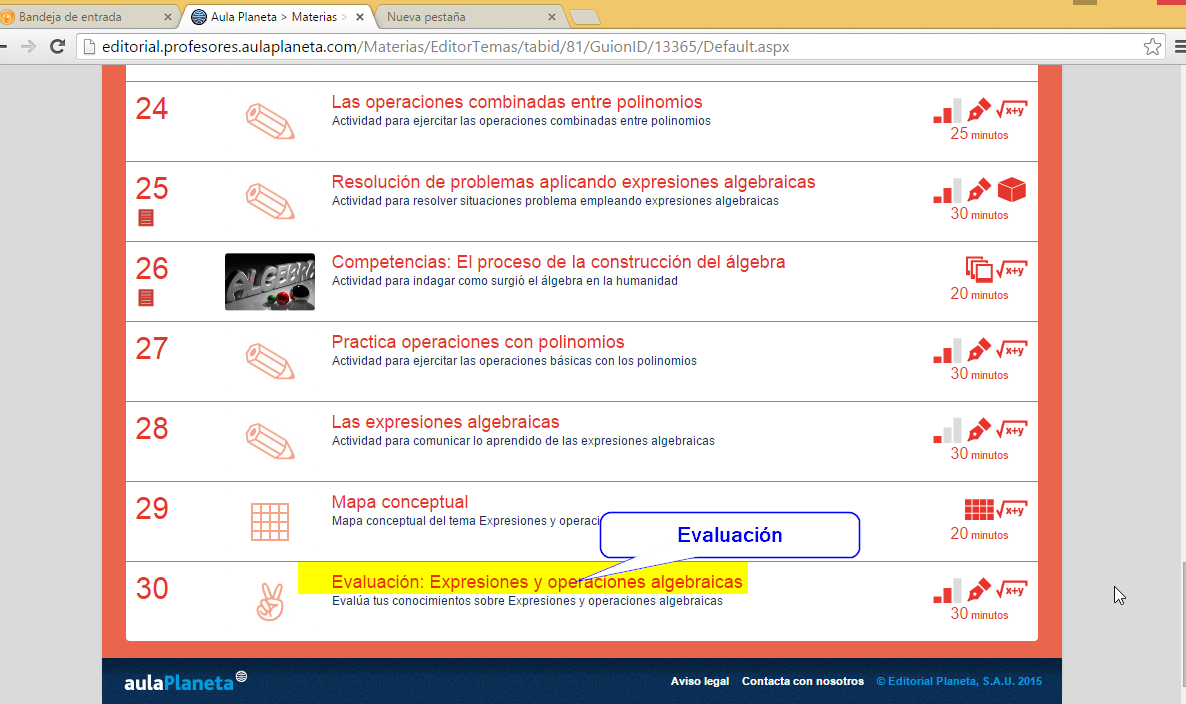 Bandeja de entrada
Aula Planeta > Materias >
Nueva pestaña
editorial.profesores.aulaplaneta.com/Materias/EditorTemas/tabid/81/GuionID/13365/Default.aspx
24
Las operaciones combinadas entre polinomios
Actividad para ejercitar las operaciones combinadas entre polinomios
√x+y
25 minutos
25
Resolución de problemas aplicando expresiones algebraicas
Actividad para resolver situaciones problema empleando expresiones algebraicas
30 minutos
26
ALGEBRA
Competencias: El proceso de la construcción del álgebra
Actividad para indagar como surgió el álgebra en la humanidad
√x+y
20 minutos
27
Practica operaciones con polinomios
Actividad para ejercitar las operaciones básicas con los polinomios
√x+y
30 minutos
28
Las expresiones algebraicas
Actividad para comunicar lo aprendido de las expresiones algebraicas
√x+y
30 minutos
29
Mapa conceptual
Mapa conceptual del tema Expresiones y operaci
√x+y
20 minutos
Evaluación
30
Evaluación: Expresiones y operaciones algebraicas
Evalúa tus conocimientos sobre Expresiones y operaciones algebraicas
√x+y
30 minutos
aulaPlaneta
Aviso legal Contacta con nosotros © Editorial Planeta, S.A.U. 2015